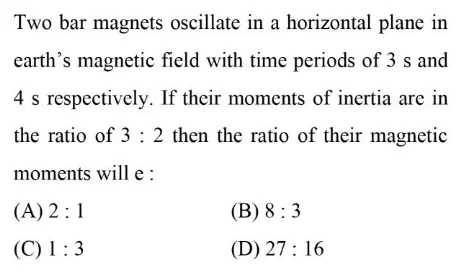 Two bar magnets oscillate in a horizontal plane in
earth's magnetic field with time periods of 3 s and
4 s respectively. If their moments of inertia are in
the ratio of 3 : 2 then the ratio of their magnetic
moments will e :
(A) 2 : 1 (B) 8 : 3
(C) 1 : 3 (D) 27 : 16